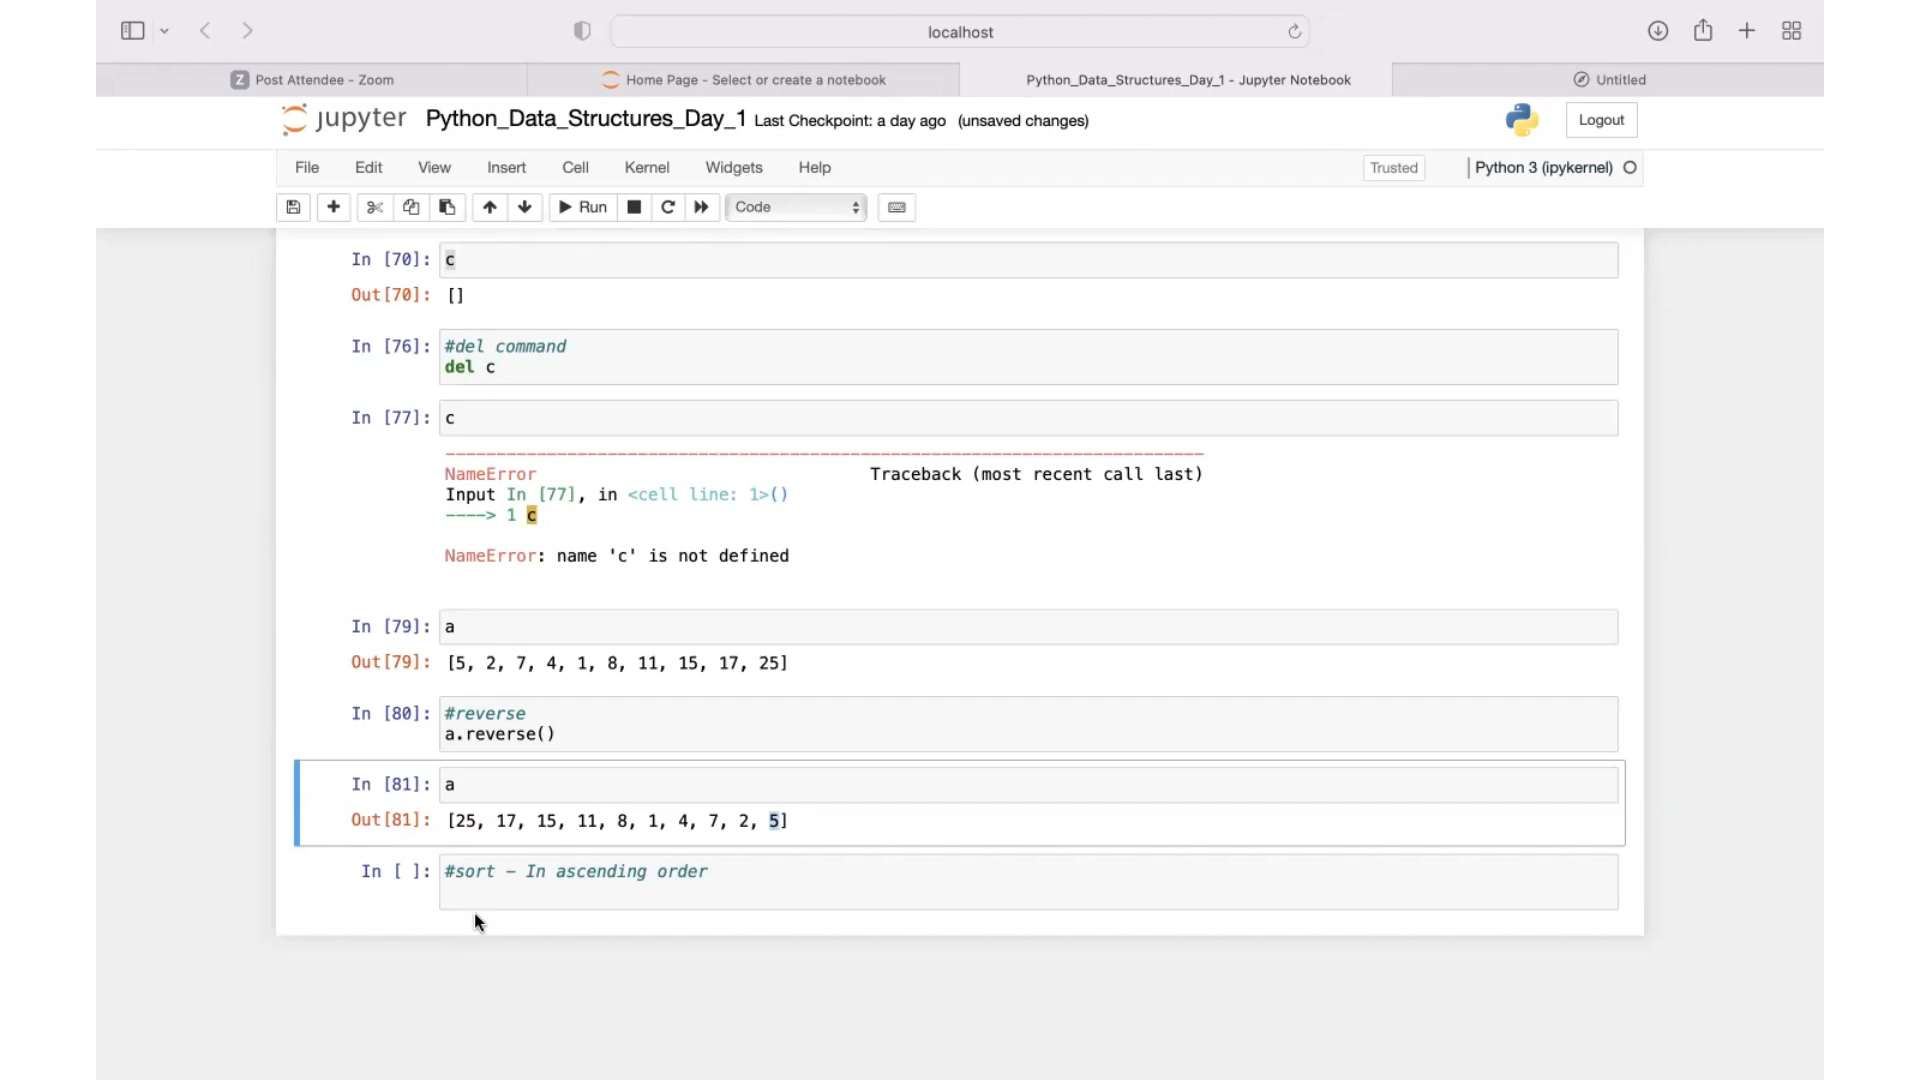 localhost
Z Post Attendee - Zoom
Home Page - Select or create a notebook
Python_Data_Structures_Day_1 - Jupyter Notebook
Untitled
jupyter Python_Data_Structures_Day_1 Last Checkpoint: a day ago (unsaved changes)
Logout
File Edit View Insert Cell Kernel Widgets Help
Trusted
Python 3 (ipykernel)
Run
Code
In [70]: c
Out[70]: []
In [76]: #del command
del c
In [77]: c
---------------------------------------------------------------------------
NameError Traceback (most recent call last)
Input In [77], in <cell line: 1>()
----> 1 c
NameError: name 'c' is not defined
In [79]: a
Out[79]: [5, 2, 7, 4, 1, 8, 11, 15, 17, 25]
In [80]: #reverse
a.reverse()
In [81]: a
Out[81]: [25, 17, 15, 11, 8, 1, 4, 7, 2, 5]
In [ ]: #sort - In ascending order